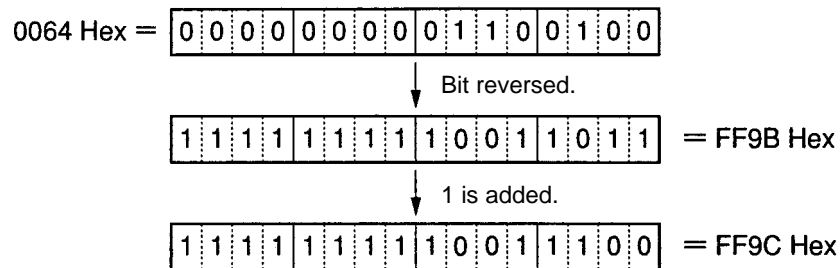 0064 Hex = 0 0 0 0 0 0 0 0 0 1 1 0 0 1 0 0
Bit reversed.
1 1 1 1 1 1 1 1 1 0 0 1 1 0 1 1 = FF9B Hex
1 is added.
1 1 1 1 1 1 1 1 1 0 0 1 1 1 0 0 = FF9C Hex